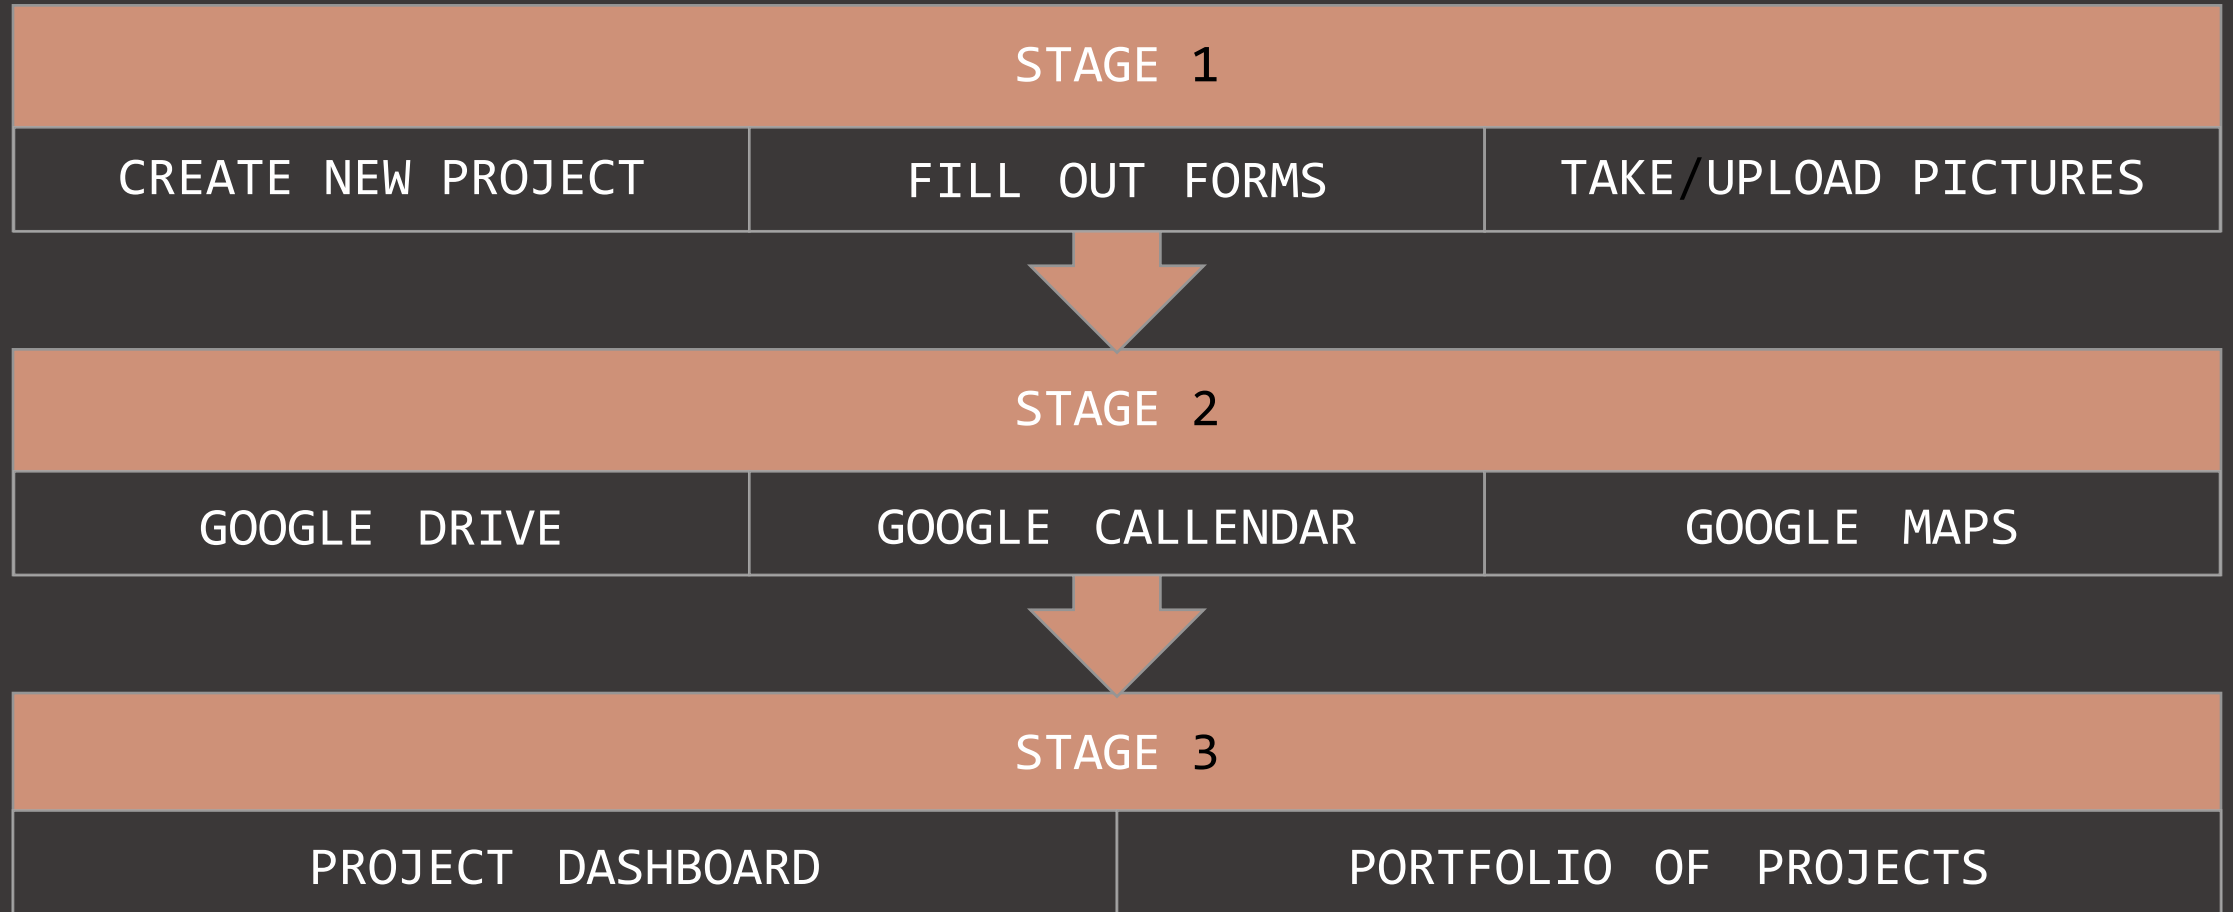 STAGE 1
CREATE NEW PROJECT
FILL OUT FORMS
TAKE/UPLOAD PICTURES
STAGE 2
GOOGLE DRIVE
GOOGLE CALLENDAR
GOOGLE MAPS
STAGE 3
PROJECT DASHBOARD
PORTFOLIO OF PROJECTS